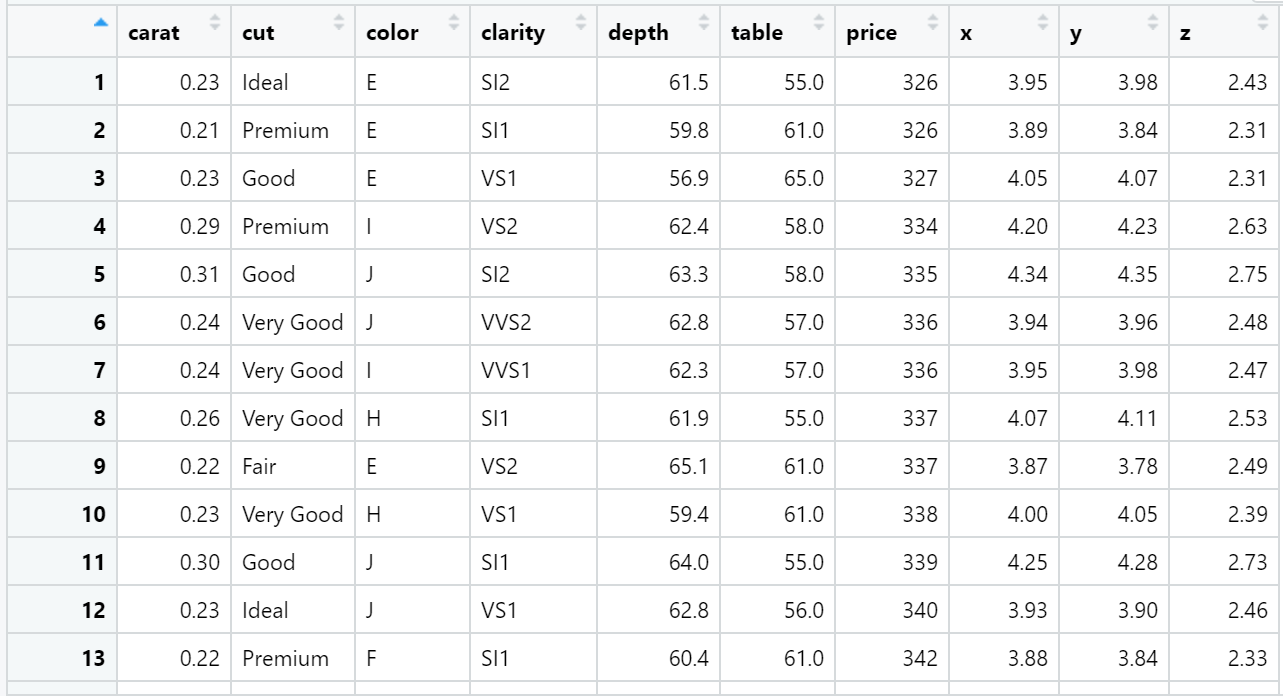 carat cut color clarity depth table price x y z
1 0.23 Ideal E SI2 61.5 55.0 326 3.95 3.98 2.43
2 0.21 Premium E SI1 59.8 61.0 326 3.89 3.84 2.31
3 0.23 Good E VS1 56.9 65.0 327 4.05 4.07 2.31
4 0.29 Premium I VS2 62.4 58.0 334 4.20 4.23 2.63
5 0.31 Good J SI2 63.3 58.0 335 4.34 4.35 2.75
6 0.24 Very Good J VVS2 62.8 57.0 336 3.94 3.96 2.48
7 0.24 Very Good I VVS1 62.3 57.0 336 3.95 3.98 2.47
8 0.26 Very Good H SI1 61.9 55.0 337 4.07 4.11 2.53
9 0.22 Fair E VS2 65.1 61.0 337 3.87 3.78 2.49
10 0.23 Very Good H VS1 59.4 61.0 338 4.00 4.05 2.39
11 0.30 Good J SI1 64.0 55.0 339 4.25 4.28 2.73
12 0.23 Ideal J VS1 62.8 56.0 340 3.93 3.90 2.46
13 0.22 Premium F SI1 60.4 61.0 342 3.88 3.84 2.33